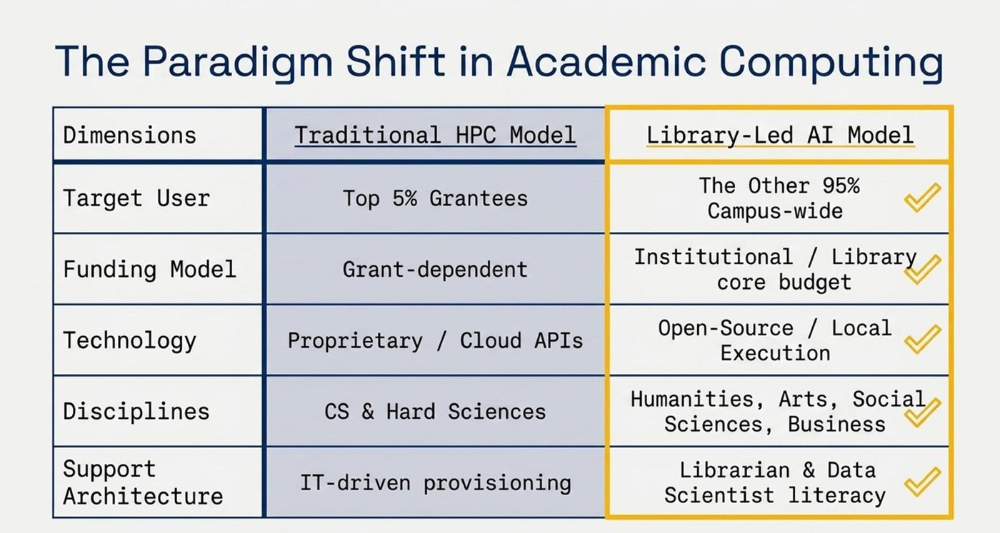 The Paradigm Shift in Academic Computing
Dimensions
Traditional HPC Model
Library-Led AI Model
Target User
Top 5% Grantees
The Other 95%
Campus-wide
Funding Model
Grant-dependent
Institutional / Library
core budget
Technology
Proprietary / Cloud APIs
Open-Source / Local
Execution
Disciplines
CS & Hard Sciences
Humanities, Arts, Social
Sciences, Business
Support
Architecture
IT-driven provisioning
Librarian & Data
Scientist literacy